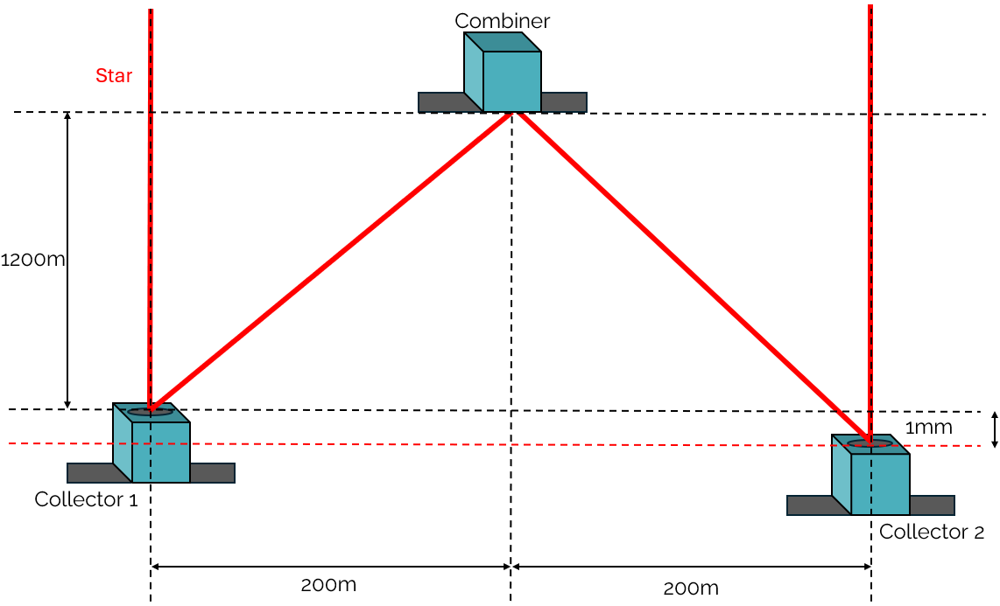 Combiner
Star
1200m
1mm
Collector 1
Collector 2
200m
200m